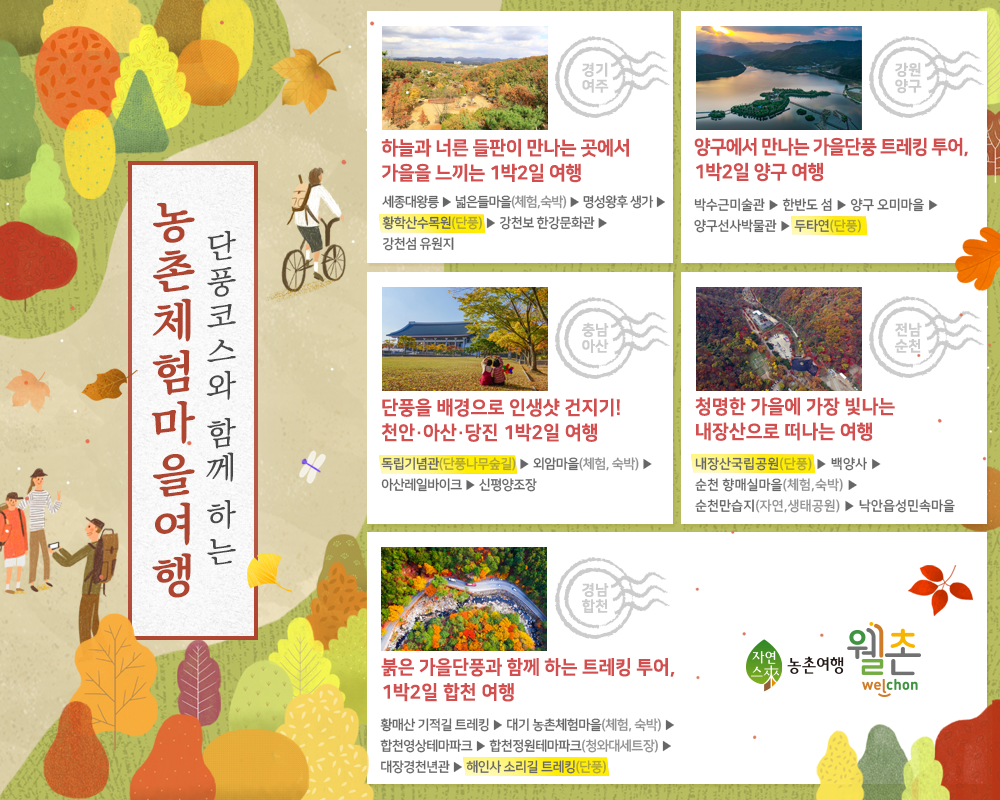 단풍코스와 함께 하는
농촌체험마을여행
경기
여주
하늘과 너른 들판이 만나는 곳에서
가을을 느끼는 1박2일 여행
세종대왕릉 ▶ 넓은들마을(체험,숙박) ▶ 명성왕후 생가 ▶
황학산수목원(단풍) ▶ 강천보 한강문화관 ▶
강천섬 유원지
강원
양구
양구에서 만나는 가을단풍 트레킹 투어,
1박2일 양구 여행
박수근미술관 ▶ 한반도 섬 ▶ 양구 오미마을 ▶
양구선사박물관 ▶ 두타연(단풍)
충남
아산
단풍을 배경으로 인생샷 건지기!
천안·아산·당진 1박2일 여행
독립기념관(단풍나무숲길) ▶ 외암마을(체험, 숙박) ▶
아산레일바이크 ▶ 신평양조장
전남
순천
청명한 가을에 가장 빛나는
내장산으로 떠나는 여행
내장산국립공원(단풍) ▶ 백양사 ▶
순천 향매실마을(체험,숙박) ▶
순천만습지(자연,생태공원) ▶ 낙안읍성민속마을
경남
합천
붉은 가을단풍과 함께 하는 트레킹 투어,
1박2일 합천 여행
황매산 기적길 트레킹 ▶ 대기 농촌체험마을(체험, 숙박) ▶
합천영상테마파크 ▶ 합천정원테마파크(청와대세트장) ▶
대장경천년관 ▶ 해인사 소리길 트레킹(단풍)
자연
스來
농촌여행
웰촌
welchon